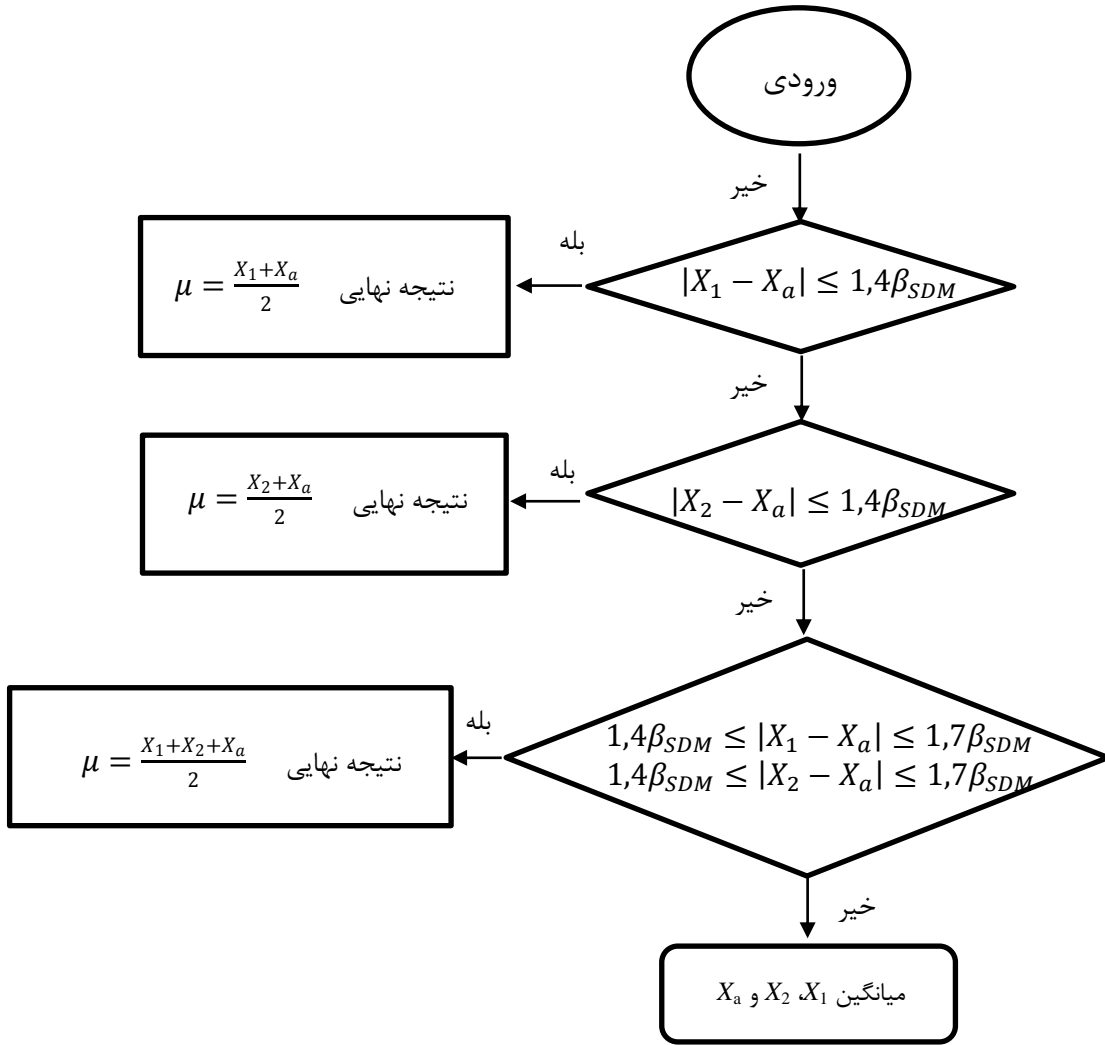 ورودی
خیر
|X₁ − Xₐ| ≤ 1,4β_SDM
بله
نتیجه نهایی μ = (X₁+Xₐ)/2
خیر
|X₂ − Xₐ| ≤ 1,4β_SDM
بله
نتیجه نهایی μ = (X₂+Xₐ)/2
خیر
1,4β_SDM ≤ |X₁ − Xₐ| ≤ 1,7β_SDM
1,4β_SDM ≤ |X₂ − Xₐ| ≤ 1,7β_SDM
بله
نتیجه نهایی μ = (X₁+X₂+Xₐ)/2
خیر
میانگین X₁، X₂ و Xₐ